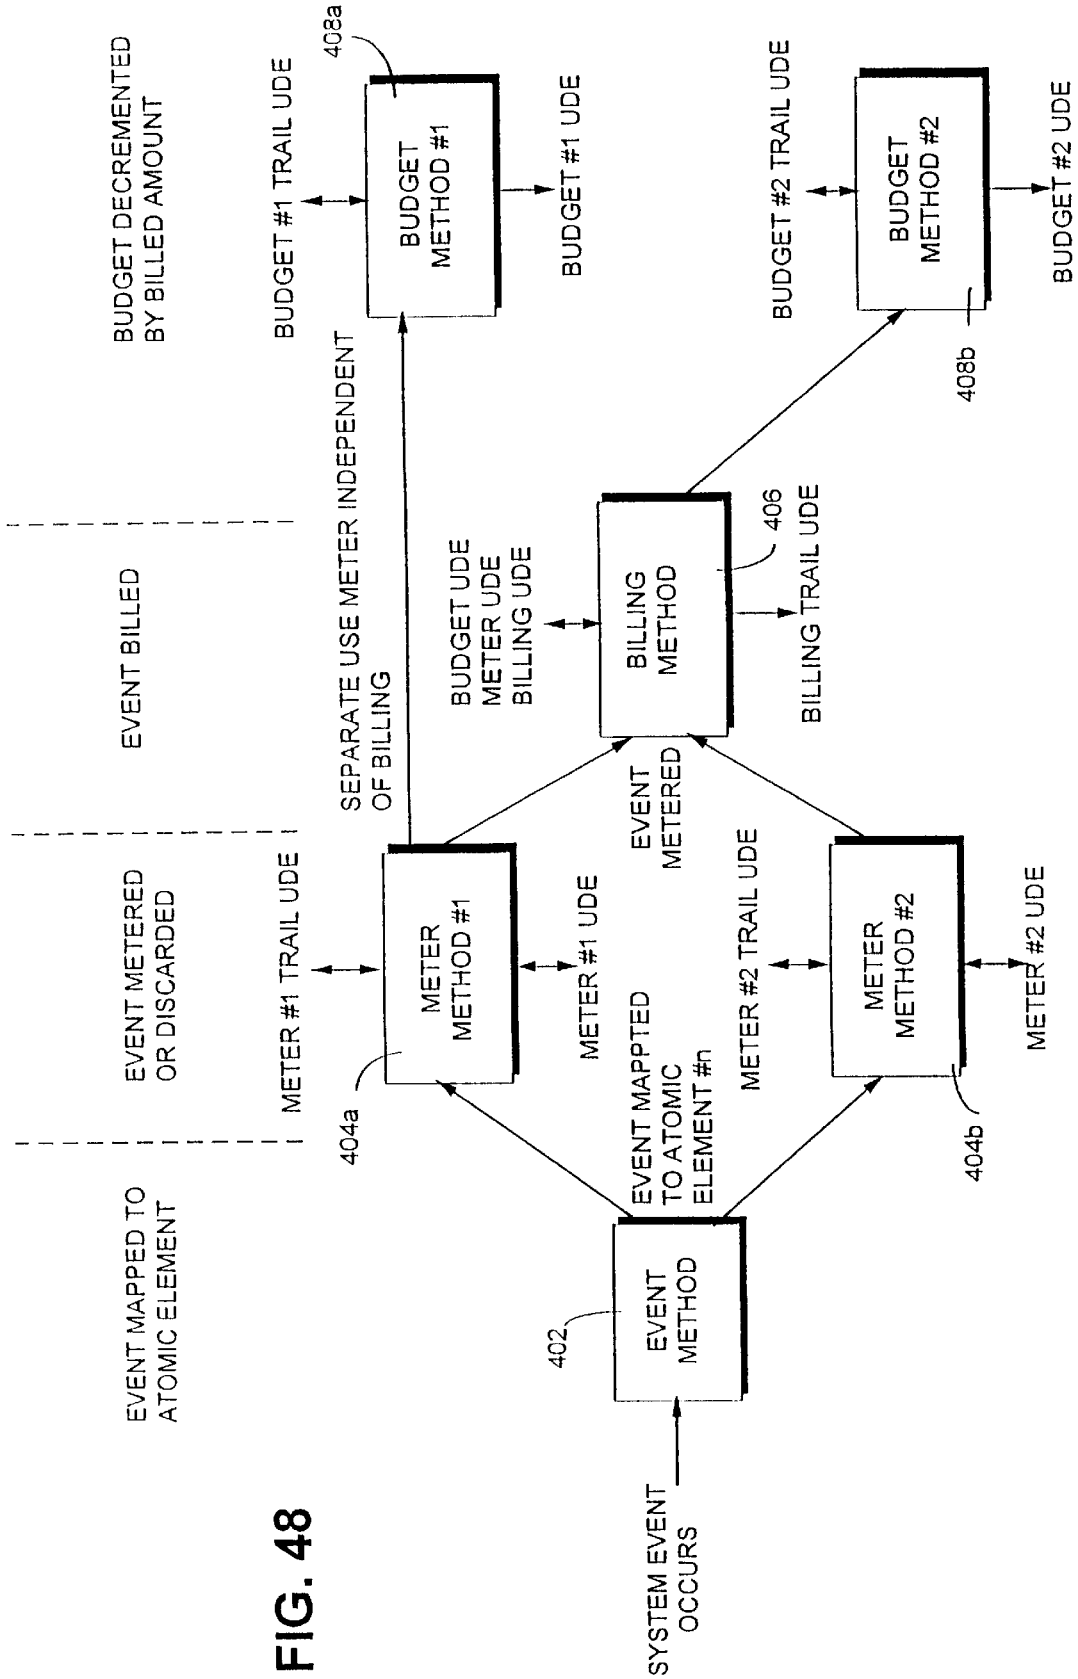 FIG. 48
EVENT MAPPED TO
ATOMIC ELEMENT
EVENT METERED
OR DISCARDED
EVENT BILLED
BUDGET DECREMENTED
BY BILLED AMOUNT
SYSTEM EVENT
OCCURS
402
EVENT
METHOD
EVENT MAPPTED
TO ATOMIC
ELEMENT #n
METER #1 TRAIL UDE
404a
METER
METHOD #1
METER #1 UDE
METER #2 TRAIL UDE
METER
METHOD #2
404b
METER #2 UDE
SEPARATE USE METER INDEPENDENT
OF BILLING
EVENT
METERED
BUDGET UDE
METER UDE
BILLING UDE
BILLING
METHOD
406
BILLING TRAIL UDE
BUDGET #1 TRAIL UDE
408a
BUDGET
METHOD #1
BUDGET #1 UDE
BUDGET #2 TRAIL UDE
BUDGET
METHOD #2
408b
BUDGET #2 UDE